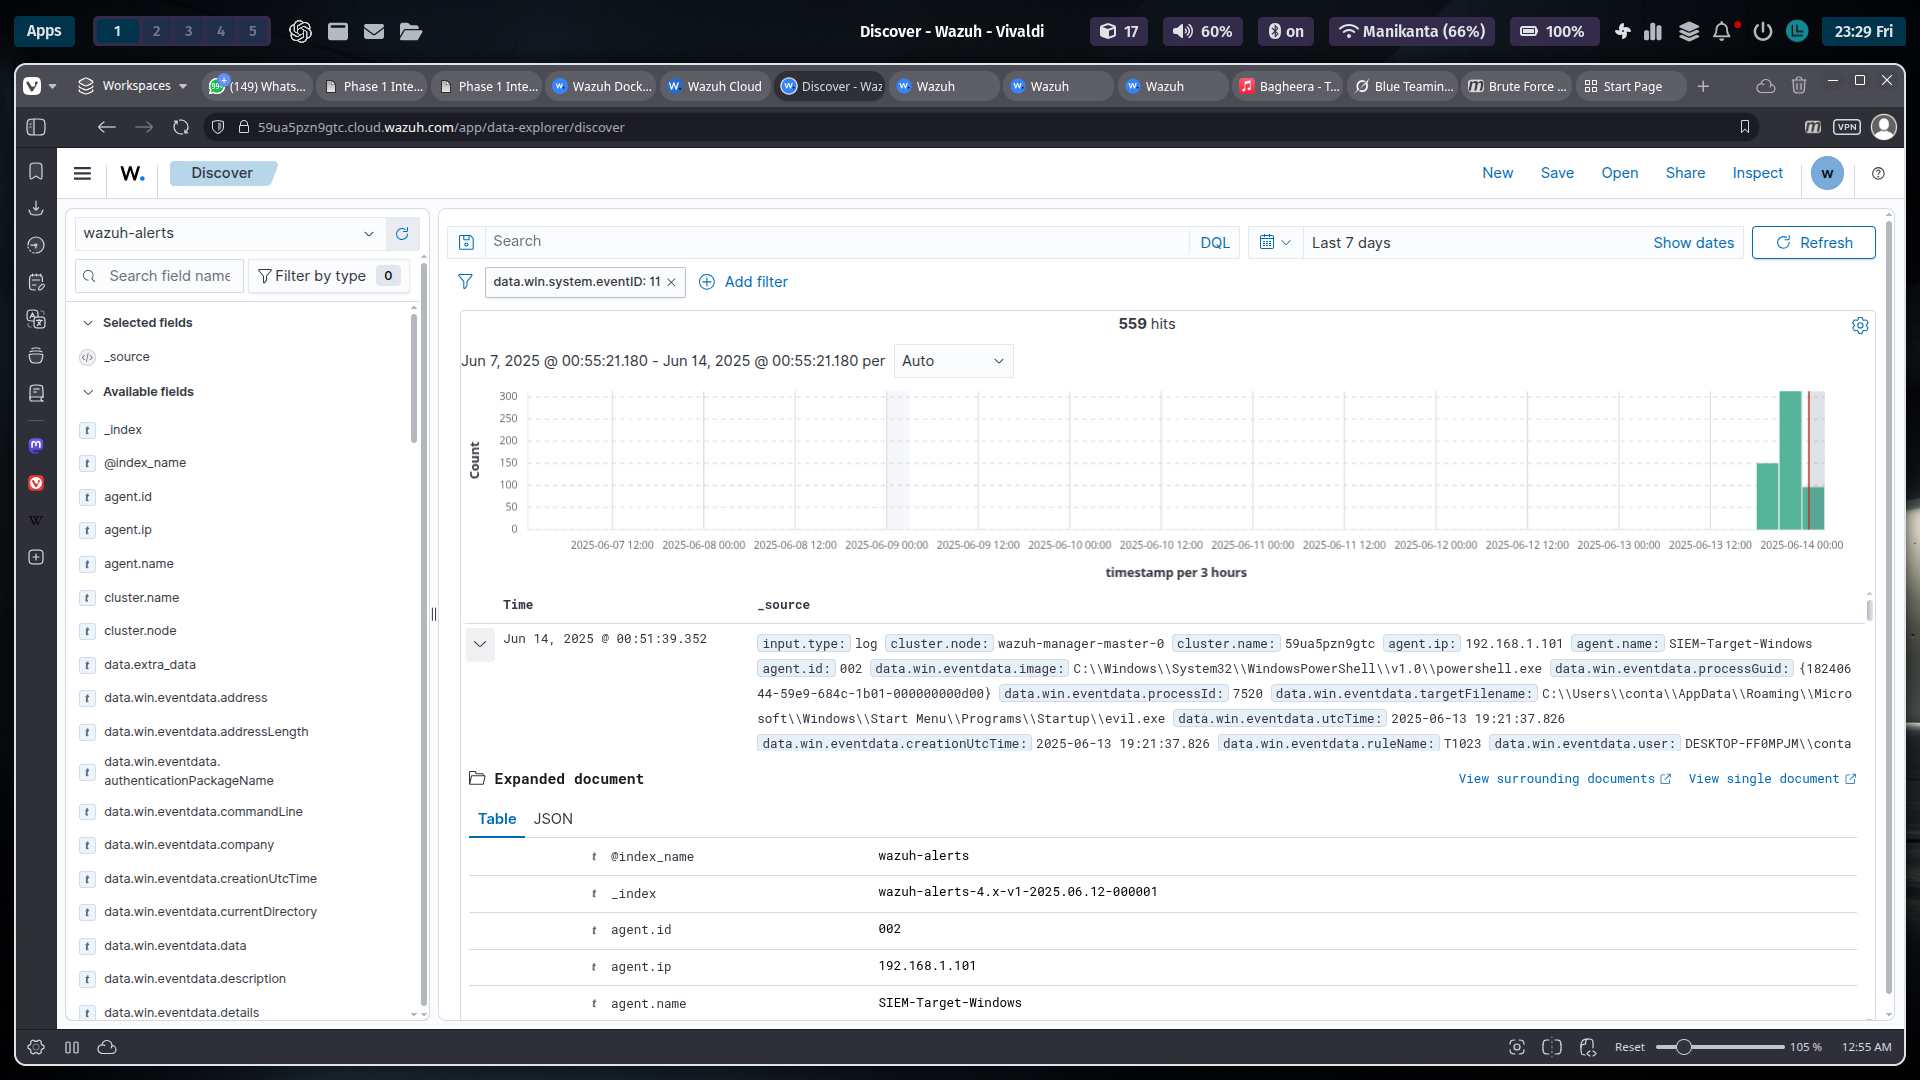 Apps
1 2 3 4 5
Discover - Wazuh - Vivaldi
17
60%
on
Manikanta (66%)
100%
23:29 Fri
Workspaces
(149) Whats...
Phase 1 Inte...
Phase 1 Inte...
Wazuh Dock...
Wazuh Cloud
Discover - Waz
Wazuh
Wazuh
Wazuh
Bagheera - T...
Blue Teamin...
Brute Force ...
Start Page
59ua5pzn9gtc.cloud.wazuh.com/app/data-explorer/discover
VPN
W.
Discover
New
Save
Open
Share
Inspect
w
wazuh-alerts
Search field name
Filter by type 0
Selected fields
_source
Available fields
_index
@index_name
agent.id
agent.ip
agent.name
cluster.name
cluster.node
data.extra_data
data.win.eventdata.address
data.win.eventdata.addressLength
data.win.eventdata.
authenticationPackageName
data.win.eventdata.commandLine
data.win.eventdata.company
data.win.eventdata.creationUtcTime
data.win.eventdata.currentDirectory
data.win.eventdata.data
data.win.eventdata.description
data.win.eventdata.details
Search
DQL
Last 7 days
Show dates
Refresh
data.win.system.eventID: 11
Add filter
559 hits
Jun 7, 2025 @ 00:55:21.180 - Jun 14, 2025 @ 00:55:21.180 per Auto
300
250
200
150
100
50
0
Count
2025-06-07 12:00 2025-06-08 00:00 2025-06-08 12:00 2025-06-09 00:00 2025-06-09 12:00 2025-06-10 00:00 2025-06-10 12:00 2025-06-11 00:00 2025-06-11 12:00 2025-06-12 00:00 2025-06-12 12:00 2025-06-13 00:00 2025-06-13 12:00 2025-06-14 00:00
timestamp per 3 hours
Time _source
Jun 14, 2025 @ 00:51:39.352
input.type: log cluster.node: wazuh-manager-master-0 cluster.name: 59ua5pzn9gtc agent.ip: 192.168.1.101 agent.name: SIEM-Target-Windows
agent.id: 002 data.win.eventdata.image: C:\\Windows\\System32\\WindowsPowerShell\\v1.0\\powershell.exe data.win.eventdata.processGuid: {182406
44-59e9-684c-1b01-000000000d00} data.win.eventdata.processId: 7520 data.win.eventdata.targetFilename: C:\\Users\\conta\\AppData\\Roaming\\Micro
soft\\Windows\\Start Menu\\Programs\\Startup\\evil.exe data.win.eventdata.utcTime: 2025-06-13 19:21:37.826
data.win.eventdata.creationUtcTime: 2025-06-13 19:21:37.826 data.win.eventdata.ruleName: T1023 data.win.eventdata.user: DESKTOP-FF0MPJM\\conta
Expanded document
View surrounding documents
View single document
Table
JSON
t @index_name wazuh-alerts
t _index wazuh-alerts-4.x-v1-2025.06.12-000001
t agent.id 002
t agent.ip 192.168.1.101
t agent.name SIEM-Target-Windows
Reset
105 %
12:55 AM